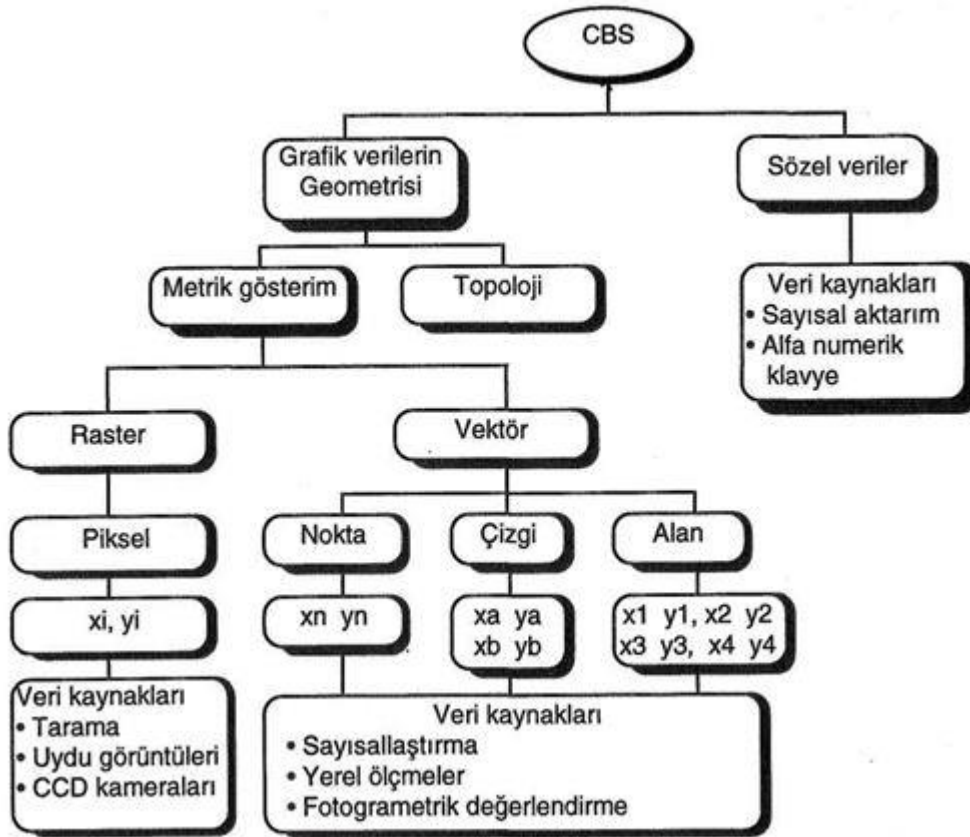 CBS
Grafik verilerin
Geometrisi
Sözel veriler
Metrik gösterim
Topoloji
Veri kaynakları
• Sayısal aktarım
• Alfa numerik
klavye
Raster
Vektör
Piksel
Nokta
Çizgi
Alan
xi, yi
xn yn
xa ya
xb yb
x1 y1, x2 y2
x3 y3, x4 y4
Veri kaynakları
• Tarama
• Uydu görüntüleri
• CCD kameraları
Veri kaynakları
• Sayısallaştırma
• Yerel ölçmeler
• Fotogrametrik değerlendirme